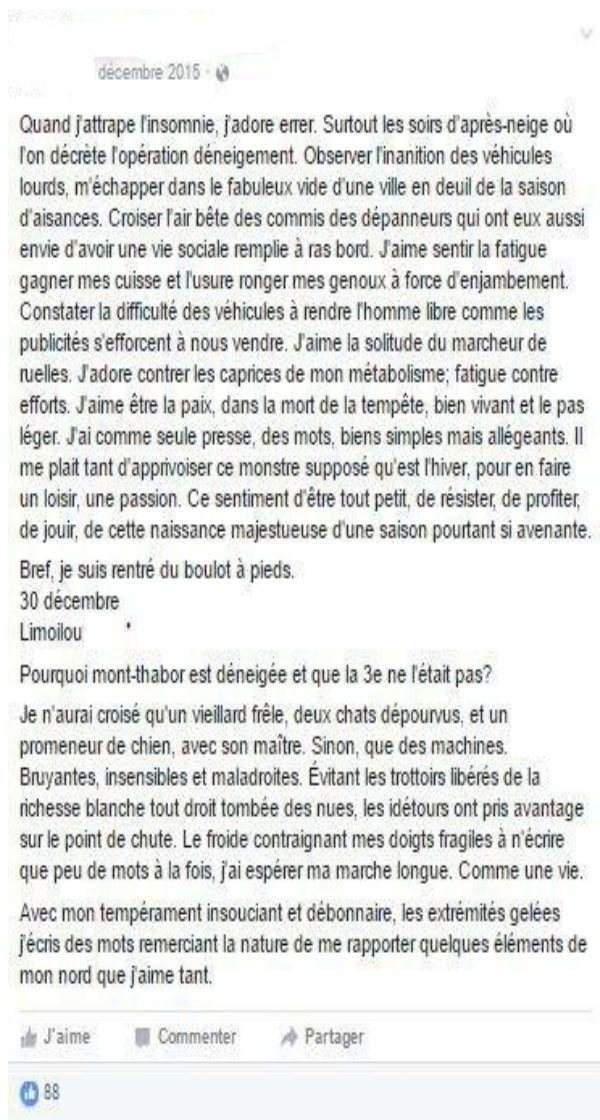 décembre 2015 ·
Quand j'attrape l'insomnie, j'adore errer. Surtout les soirs d'après-neige où
l'on décrète l'opération déneigement. Observer l'inanition des véhicules
lourds, m'échapper dans le fabuleux vide d'une ville en deuil de la saison
d'aisances. Croiser l'air bête des commis des dépanneurs qui ont eux aussi
envie d'avoir une vie sociale remplie à ras bord. J'aime sentir la fatigue
gagner mes cuisse et l'usure ronger mes genoux à force d'enjambement.
Constater la difficulté des véhicules à rendre l'homme libre comme les
publicités s'efforcent à nous vendre. J'aime la solitude du marcheur de
ruelles. J'adore contrer les caprices de mon métabolisme; fatigue contre
efforts. J'aime être la paix, dans la mort de la tempête, bien vivant et le pas
léger. J'ai comme seule presse, des mots, biens simples mais allégeants. Il
me plait tant d'apprivoiser ce monstre supposé qu'est l'hiver, pour en faire
un loisir, une passion. Ce sentiment d'être tout petit, de résister, de profiter,
de jouir, de cette naissance majestueuse d'une saison pourtant si avenante.
Bref, je suis rentré du boulot à pieds.
30 décembre
Limoilou
Pourquoi mont-thabor est déneigée et que la 3e ne l'était pas?
Je n'aurai croisé qu'un vieillard frêle, deux chats dépourvus, et un
promeneur de chien, avec son maître. Sinon, que des machines.
Bruyantes, insensibles et maladroites. Évitant les trottoirs libérés de la
richesse blanche tout droit tombée des nues, les idétours ont pris avantage
sur le point de chute. Le froide contraignant mes doigts fragiles à n'écrire
que peu de mots à la fois, j'ai espérer ma marche longue. Comme une vie.
Avec mon tempérament insouciant et débonnaire, les extrémités gelées
j'écris des mots remerciant la nature de me rapporter quelques éléments de
mon nord que j'aime tant.
J'aime Commenter Partager
88